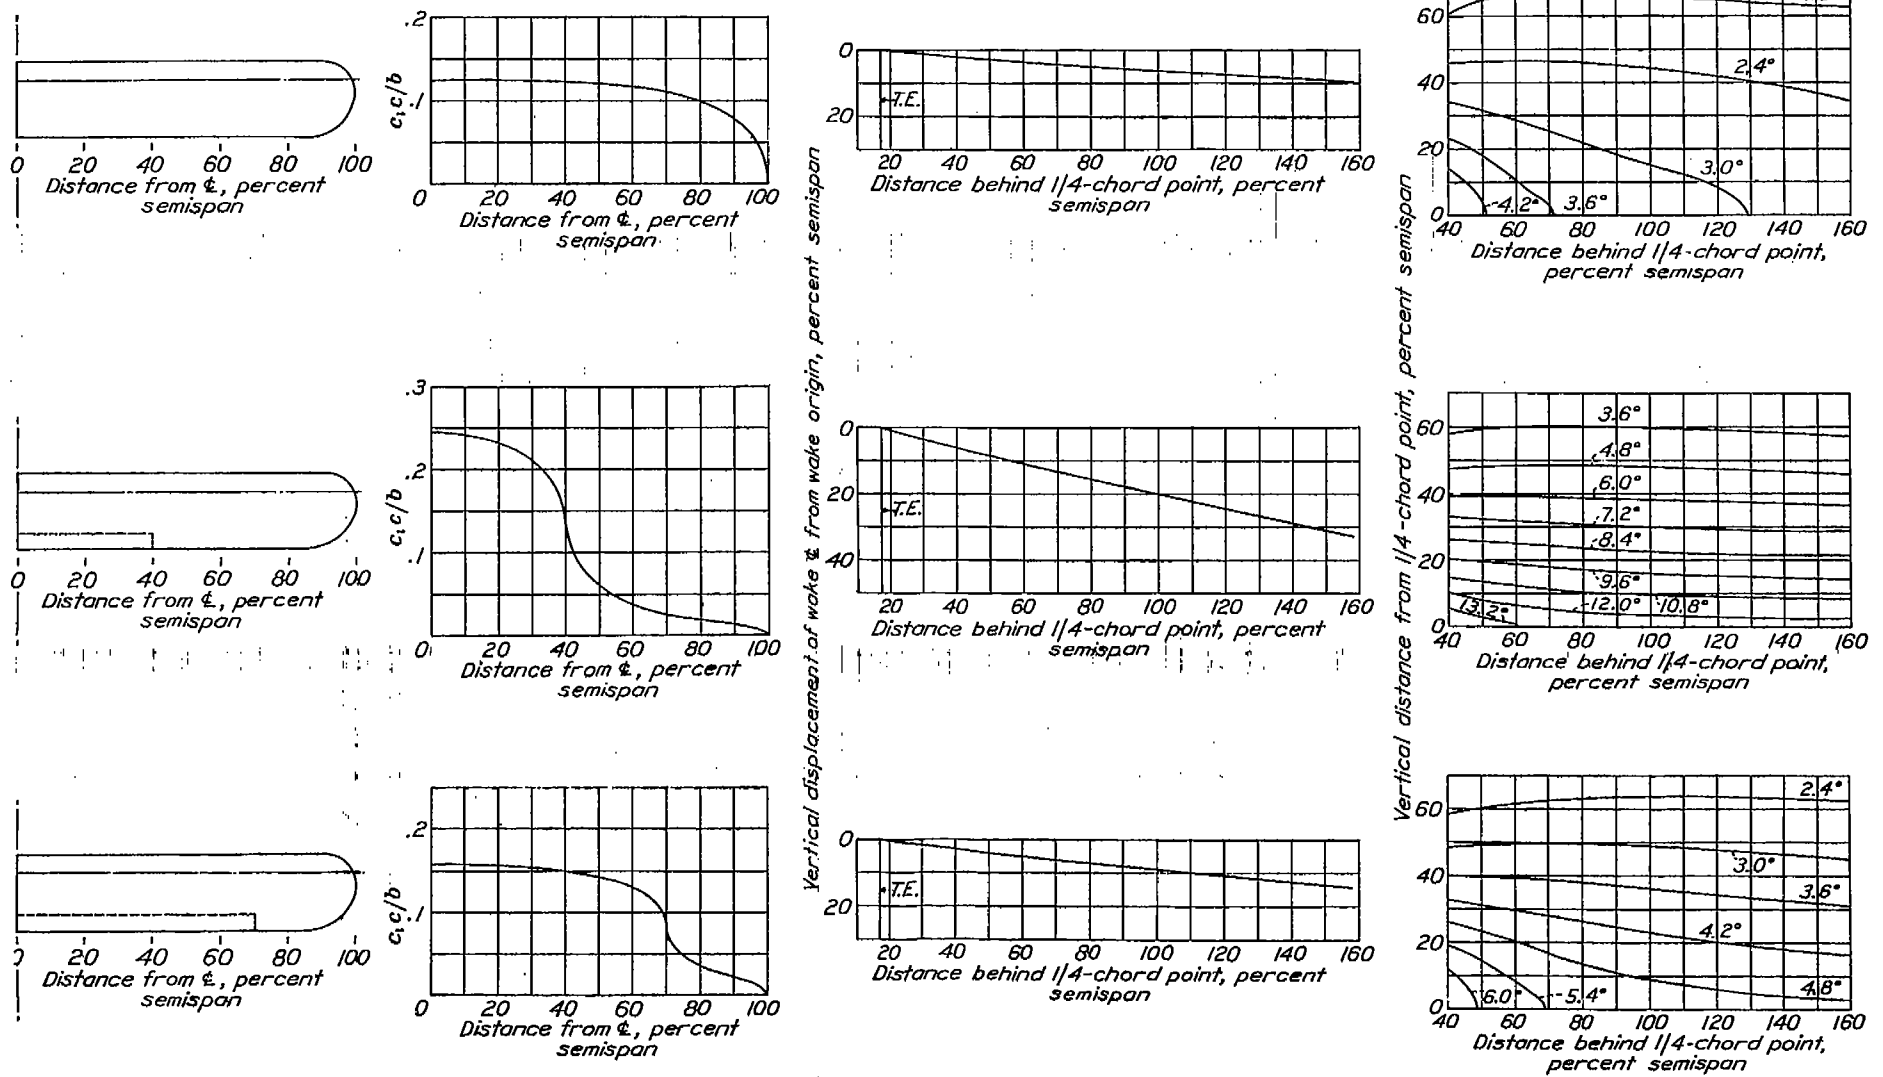 0 20 40 60 80 100
Distance from ℄, percent
semispan
.2
.1
c₁c/b
0 20 40 60 80 100
Distance from ℄, percent
semispan
0
20
T.E.
20 40 60 80 100 120 140 160
Distance behind 1/4-chord point, percent
semispan
60
40
20
0
2.4°
3.0°
4.2° 3.6°
40 60 80 100 120 140 160
Distance behind 1/4-chord point,
percent semispan
Vertical displacement of wake ℄ from wake origin, percent semispan
Vertical distance from 1/4-chord point, percent semispan
0 20 40 60 80 100
Distance from ℄, percent
semispan
.3
.2
.1
c₁c/b
0 20 40 60 80 100
Distance from ℄, percent
semispan
0
20
40
T.E.
20 40 60 80 100 120 140 160
Distance behind 1/4-chord point, percent
semispan
60
40
20
0
3.6°
4.8°
6.0°
7.2°
8.4°
9.6°
13.2° 12.0° 10.8°
40 60 80 100 120 140 160
Distance behind 1/4-chord point,
percent semispan
0 20 40 60 80 100
Distance from ℄, percent
semispan
.2
.1
c₁c/b
0 20 40 60 80 100
Distance from ℄, percent
semispan
0
20
T.E.
20 40 60 80 100 120 140 160
Distance behind 1/4-chord point, percent
semispan
60
40
20
0
2.4°
3.0°
3.6°
4.2°
6.0° 5.4° 4.8°
40 60 80 100 120 140 160
Distance behind 1/4-chord point,
percent semispan